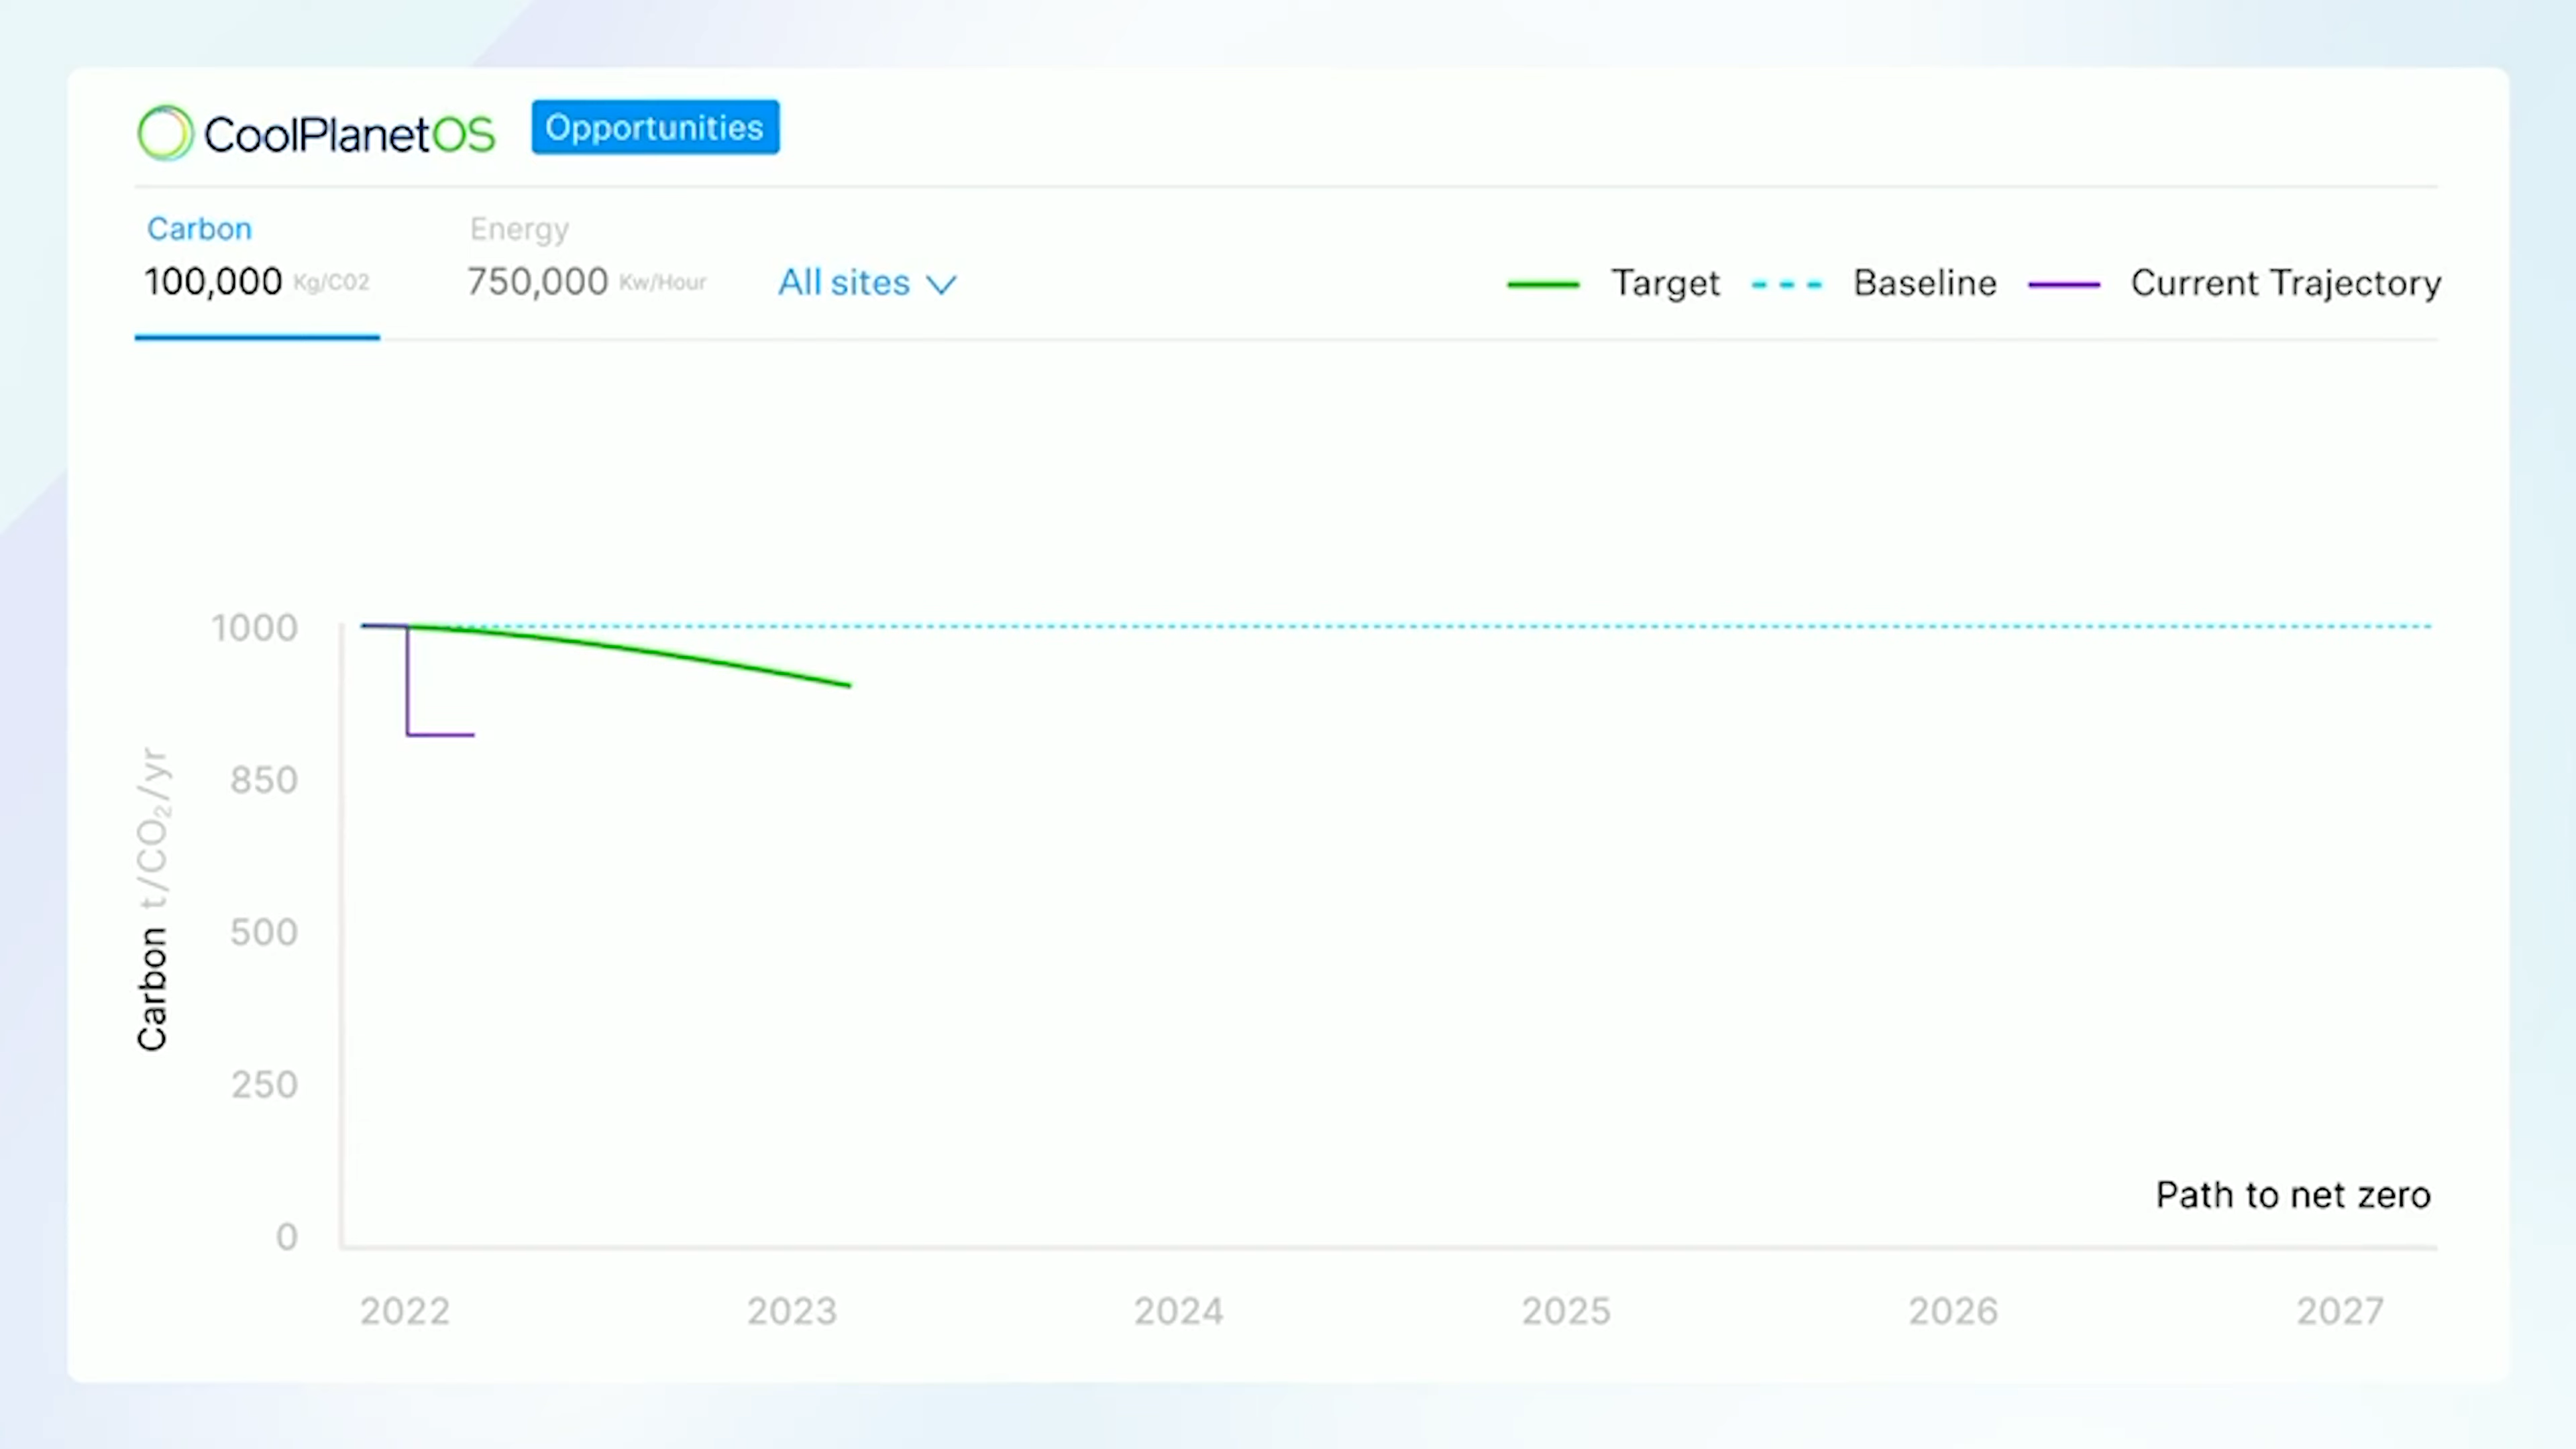 CoolPlanetOS Opportunities
Carbon Energy
100,000 Kg/C02 750,000 Kw/Hour All sites Target Baseline Current Trajectory
1000
850
500
250
0
Carbon t/CO₂/yr
Path to net zero
2022 2023 2024 2025 2026 2027